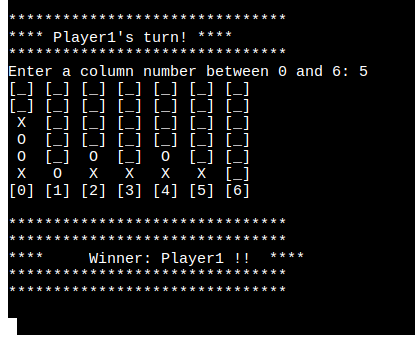 *******************************
**** Player1's turn! ****
*******************************
Enter a column number between 0 and 6: 5
[_] [_] [_] [_] [_] [_] [_]
[_] [_] [_] [_] [_] [_] [_]
 X  [_] [_] [_] [_] [_] [_]
 O  [_] [_] [_] [_] [_] [_]
 O  [_]  O  [_]  O  [_] [_]
 X   O   X   X   X   X  [_]
[0] [1] [2] [3] [4] [5] [6]
*******************************
*******************************
****     Winner: Player1 !!  ****
*******************************
*******************************